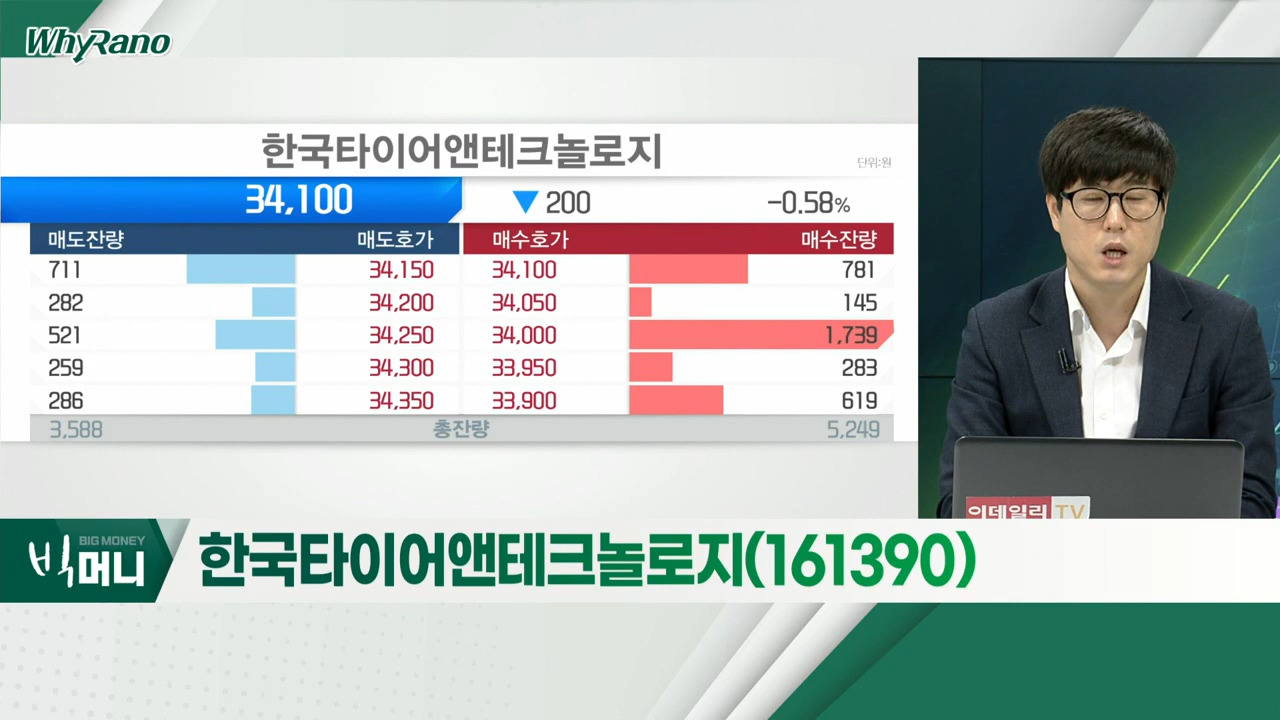 WhyRano
한국타이어앤테크놀로지
단위:원
34,100 ▼ 200 -0.58%
매도잔량 매도호가 매수호가 매수잔량
711 34,150 34,100 781
282 34,200 34,050 145
521 34,250 34,000 1,739
259 34,300 33,950 283
286 34,350 33,900 619
3,588 총잔량 5,249
이데일리TV
BIG MONEY
빅머니
한국타이어앤테크놀로지(161390)